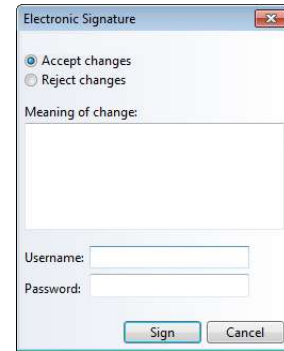 Electronic Signature
Accept changes
Reject changes
Meaning of change:
Username:
Password:
Sign Cancel